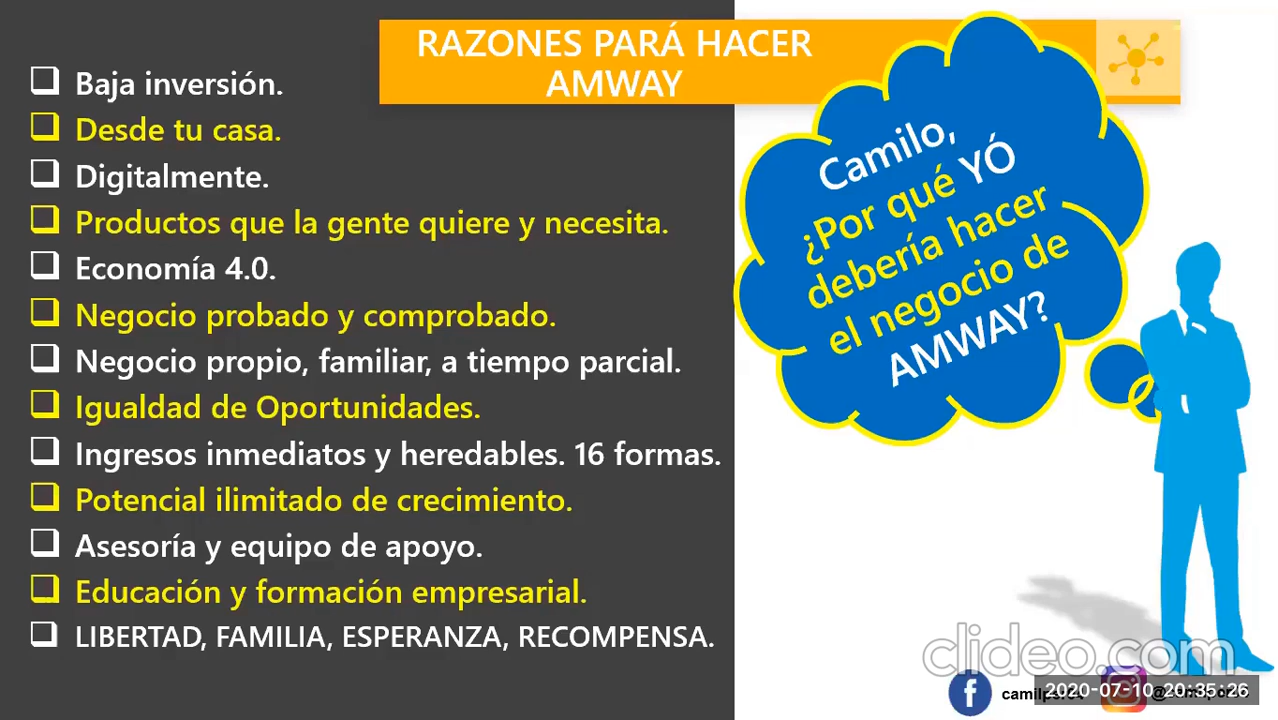 RAZONES PARÁ HACER
AMWAY
Baja inversión.
Desde tu casa.
Digitalmente.
Productos que la gente quiere y necesita.
Economía 4.0.
Negocio probado y comprobado.
Negocio propio, familiar, a tiempo parcial.
Igualdad de Oportunidades.
Ingresos inmediatos y heredables. 16 formas.
Potencial ilimitado de crecimiento.
Asesoría y equipo de apoyo.
Educación y formación empresarial.
LIBERTAD, FAMILIA, ESPERANZA, RECOMPENSA.
Camilo,
¿Por qué YÓ
debería hacer
el negocio de
AMWAY?
clideo.com
2020-07-10 20:35:26